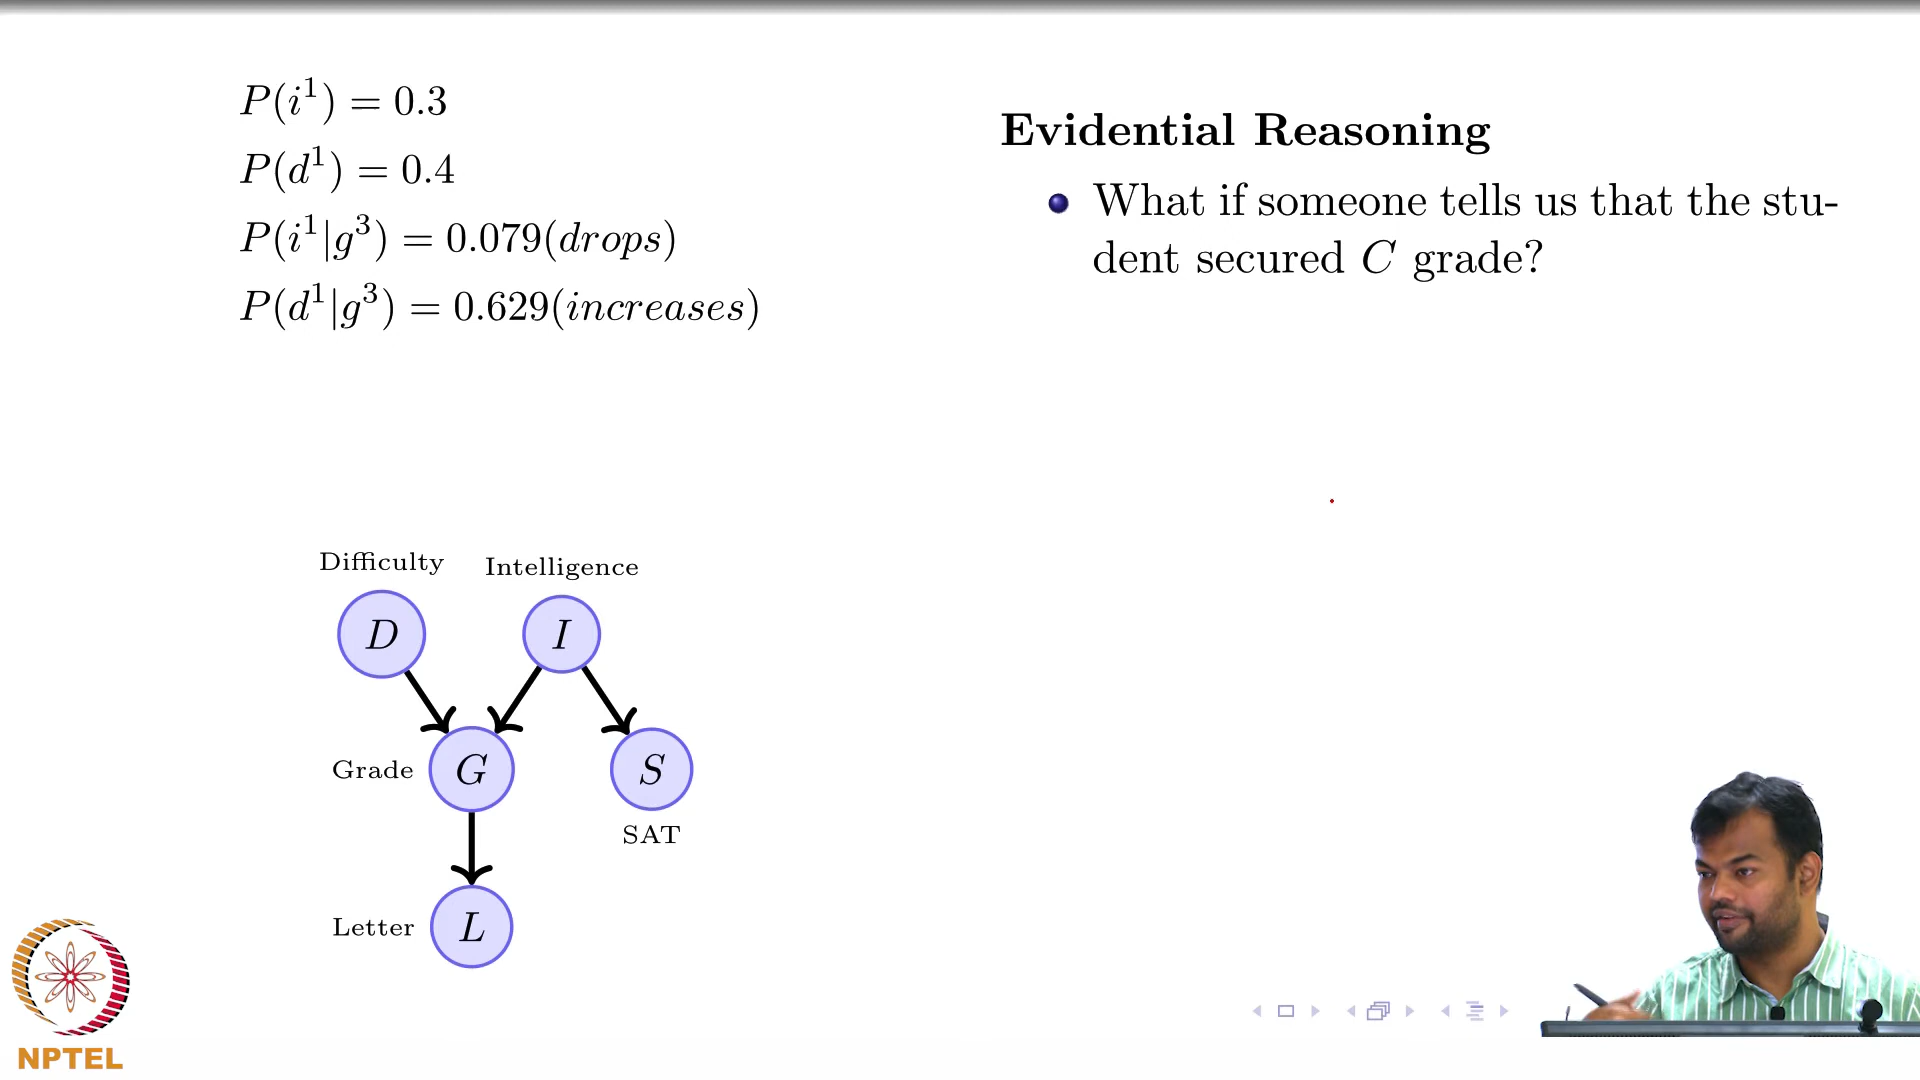 P(i¹) = 0.3
P(d¹) = 0.4
P(i¹|g³) = 0.079(drops)
P(d¹|g³) = 0.629(increases)
Evidential Reasoning
What if someone tells us that the stu-
dent secured C grade?
Difficulty
Intelligence
D
I
Grade
G
S
SAT
Letter
L
NPTEL